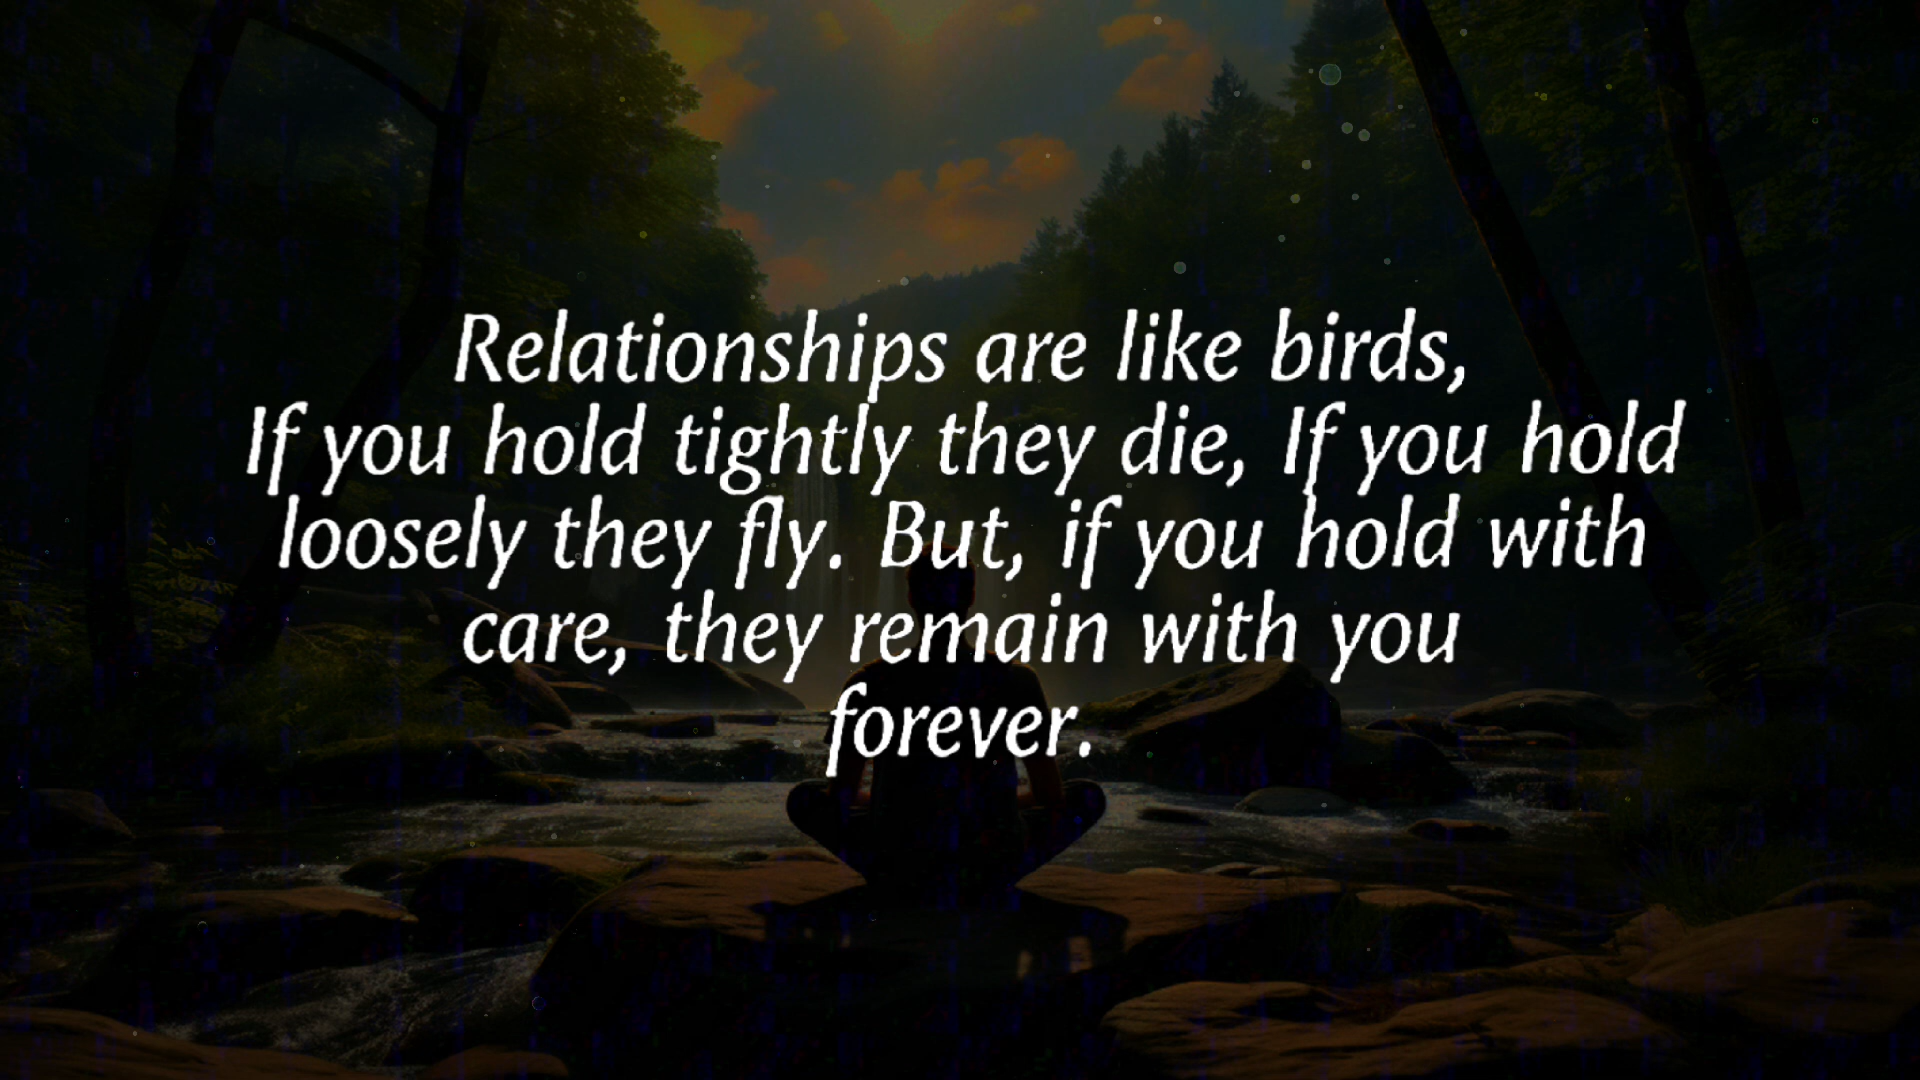 Relationships are like birds,
If you hold tightly they die, If you hold
loosely they fly. But, if you hold with
care, they remain with you
forever.